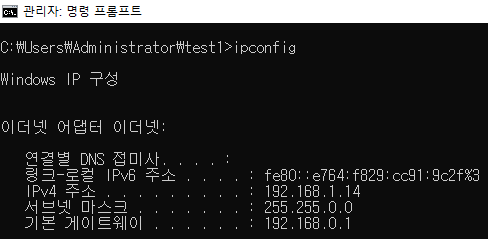 관리자: 명령 프롬프트
C:₩Users₩Administrator₩test1>ipconfig
Windows IP 구성
이더넷 어댑터 이더넷:
연결별 DNS 접미사. . . . :
링크-로컬 IPv6 주소 . . . . : fe80::e764:f829:cc91:9c2f%3
IPv4 주소 . . . . . . . . . : 192.168.1.14
서브넷 마스크 . . . . . . . : 255.255.0.0
기본 게이트웨이 . . . . . . : 192.168.0.1